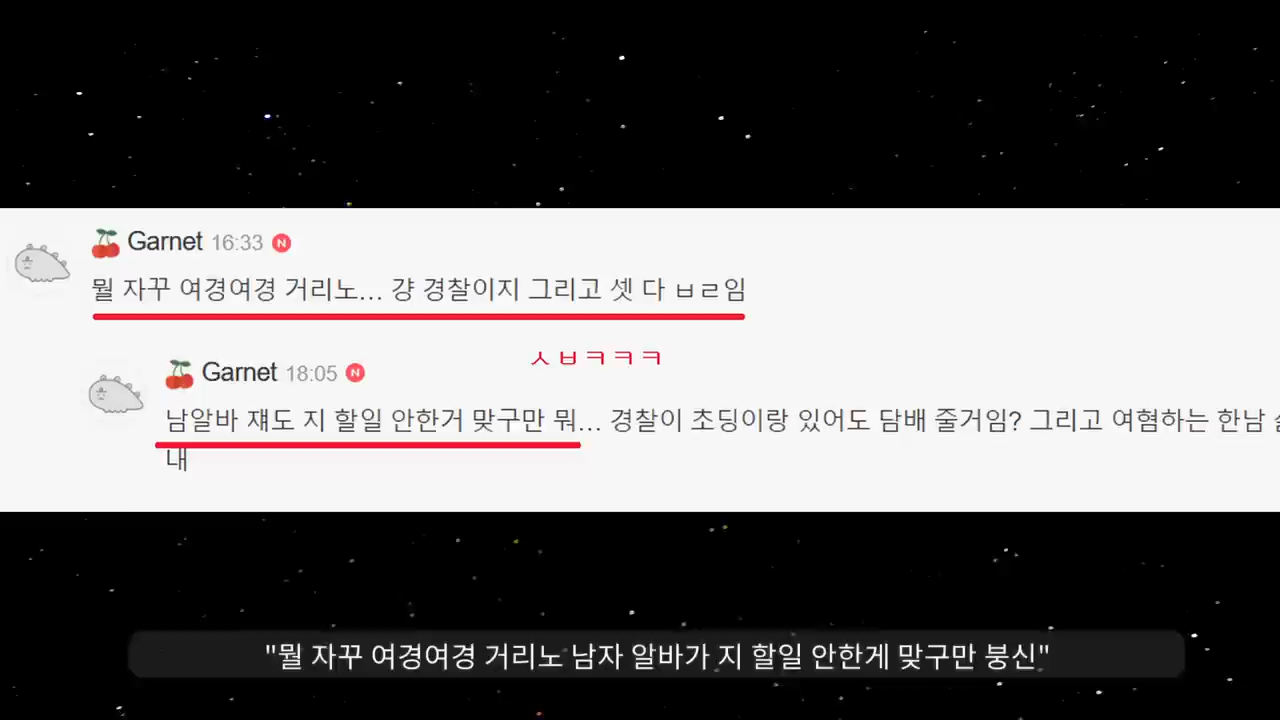 Garnet 16:33 N
뭘 자꾸 여경여경 거리노... 걍 경찰이지 그리고 셋 다 ㅂㄹ임
ㅅㅂㅋㅋㅋ
Garnet 18:05 N
남알바 쟤도 지 할일 안한거 맞구만 뭐... 경찰이 초딩이랑 있어도 담배 줄거임? 그리고 여혐하는 한남
내
"뭘 자꾸 여경여경 거리노 남자 알바가 지 할일 안한게 맞구만 붕신"